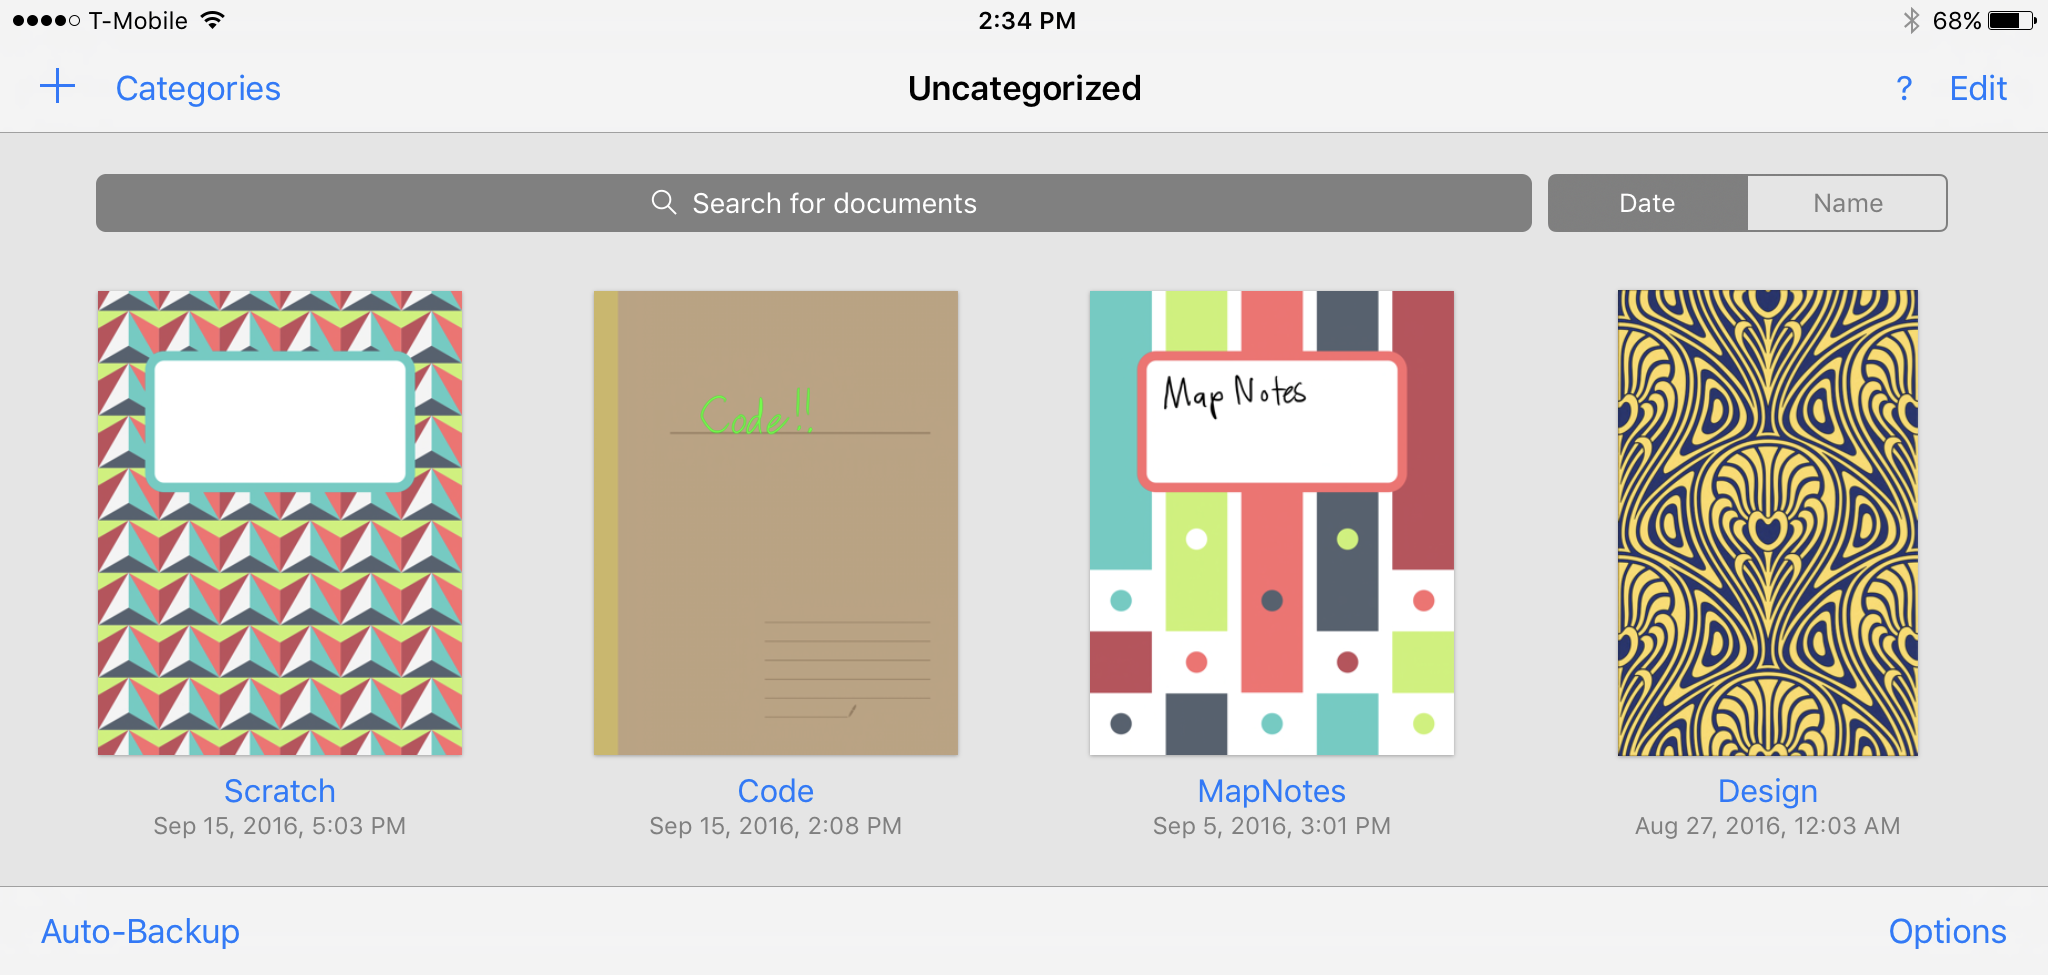 T-Mobile 2:34 PM 68%
Categories Uncategorized ? Edit
Search for documents Date Name
Code!!
Map Notes
Scratch Code MapNotes Design
Sep 15, 2016, 5:03 PM Sep 15, 2016, 2:08 PM Sep 5, 2016, 3:01 PM Aug 27, 2016, 12:03 AM
Auto-Backup Options